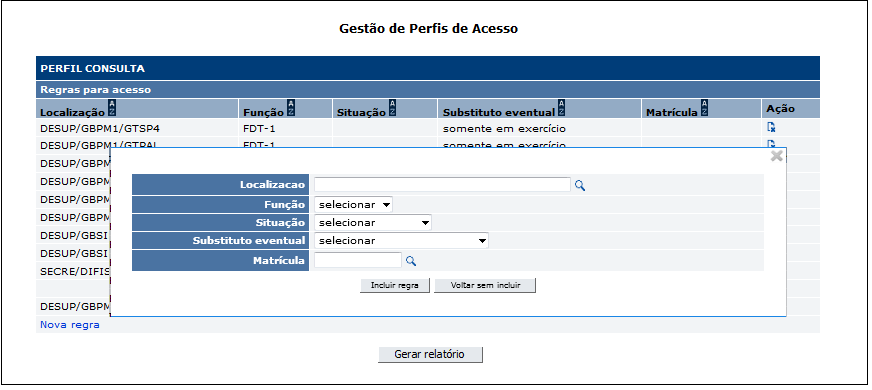 Gestão de Perfis de Acesso
PERFIL CONSULTA
Regras para acesso
Localização Função Situação Substituto eventual Matrícula Ação
DESUP/GBPM1/GTSP4 FDT-1 somente em exercício
DESUP/GBPM1/GTPAL FDT-1 somente em exercício
DESUP/GBPM
DESUP/GBPM
DESUP/GBPM
DESUP/GBPM
DESUP/GBSI
DESUP/GBSI
SECRE/DIFIS
DESUP/GBPM
Nova regra
Localizacao
Função selecionar
Situação selecionar
Substituto eventual selecionar
Matrícula
Incluir regra Voltar sem incluir
Gerar relatório